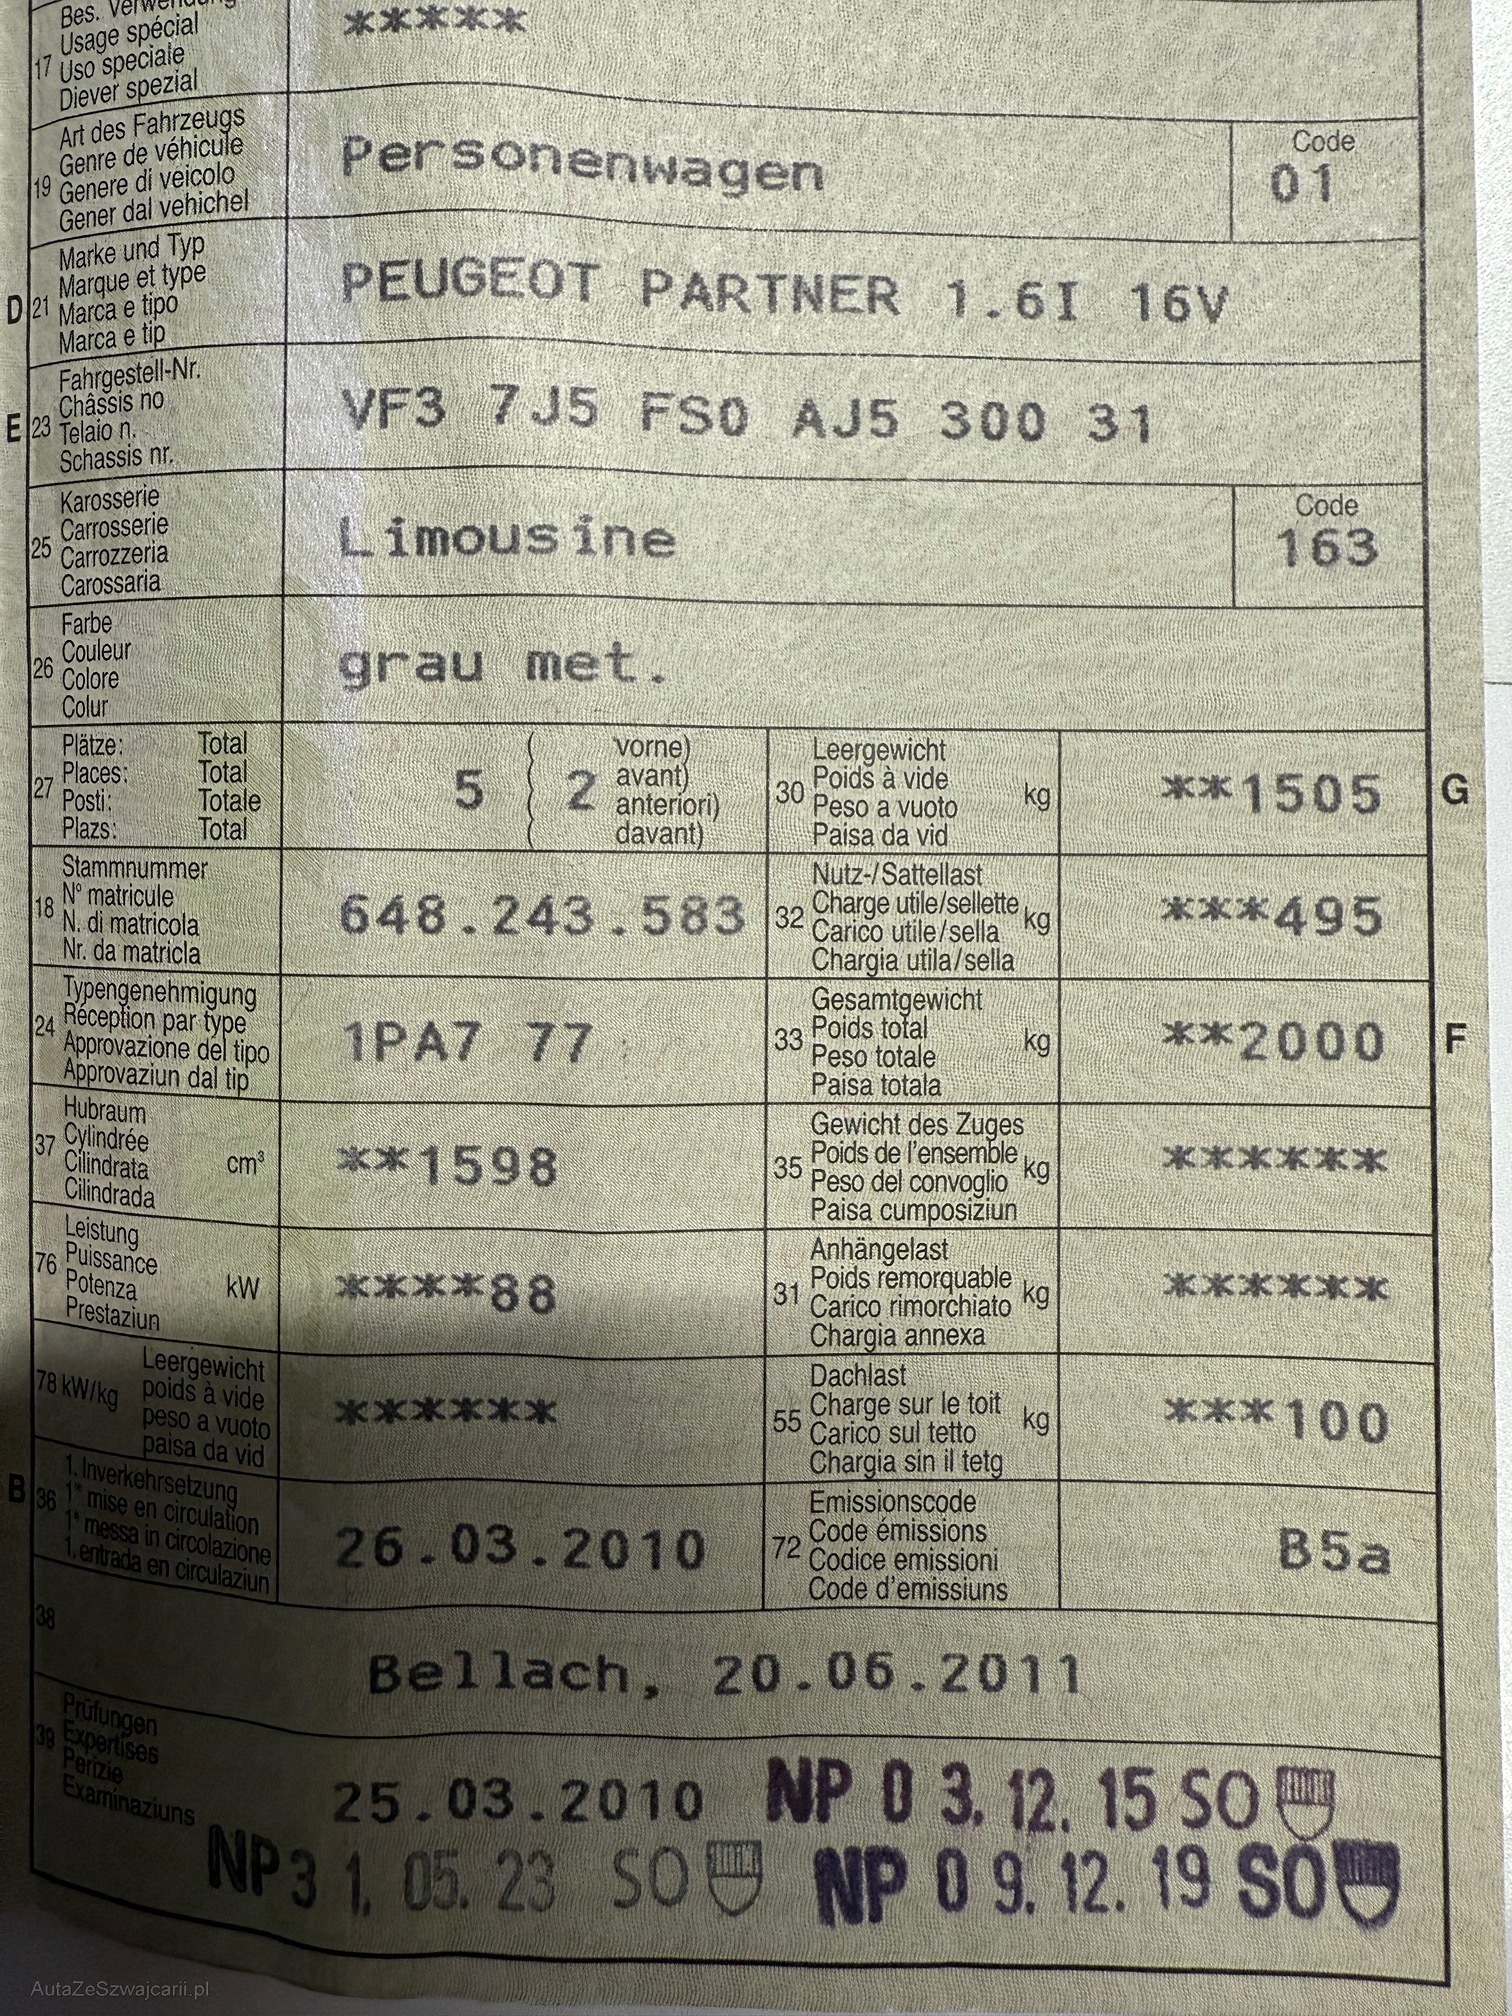 17 Bes. Verwendung
Usage spécial
Uso speciale
Diever spezial
*****
19 Art des Fahrzeugs
Genre de véhicule
Genere di veicolo
Gener dal vehichel
Personenwagen
Code
01
D 21 Marke und Typ
Marque et type
Marca e tipo
Marca e tip
PEUGEOT PARTNER 1.6I 16V
E 23 Fahrgestell-Nr.
Châssis no
Telaio n.
Schassis nr.
VF3 7J5 FS0 AJ5 300 31
25 Karosserie
Carrosserie
Carrozzeria
Carossaria
Limousine
Code
163
26 Farbe
Couleur
Colore
Colur
grau met.
27 Plätze: Total
Places: Total
Posti: Totale
Plazs: Total
5 ( 2 vorne)
( avant)
( anteriori)
( davant)
30 Leergewicht
Poids à vide
Peso a vuoto
Paisa da vid
kg
**1505
G
18 Stammnummer
N° matricule
N. di matricola
Nr. da matricla
648.243.583
32 Nutz-/Sattellast
Charge utile/sellette
Carico utile/sella
Chargia utila/sella
kg
***495
24 Typengenehmigung
Réception par type
Approvazione del tipo
Approvaziun dal tip
1PA7 77
33 Gesamtgewicht
Poids total
Peso totale
Paisa totala
kg
**2000
F
37 Hubraum
Cylindrée
Cilindrata
Cilindrada
cm³
**1598
35 Gewicht des Zuges
Poids de l'ensemble
Peso del convoglio
Paisa cumposiziun
kg
******
76 Leistung
Puissance
Potenza
Prestaziun
kW
****88
31 Anhängelast
Poids remorquable
Carico rimorchiato
Chargia annexa
kg
******
78 kW/kg
Leergewicht
poids à vide
peso a vuoto
paisa da vid
******
55 Dachlast
Charge sur le toit
Carico sul tetto
Chargia sin il tetg
kg
***100
B 36 1. Inverkehrsetzung
1re mise en circulation
1a messa in circolazione
1. entrada en circulaziun
26.03.2010
72 Emissionscode
Code émissions
Codice emissioni
Code d'emissiuns
B5a
38
Bellach, 20.06.2011
39 Prüfungen
Expertises
Perizie
Examinaziuns
25.03.2010 NP 0 3. 12. 15 SO
NP 3 1. 05. 23 SO NP 0 9. 12. 19 SO
AutaZeSzwajcarii.pl